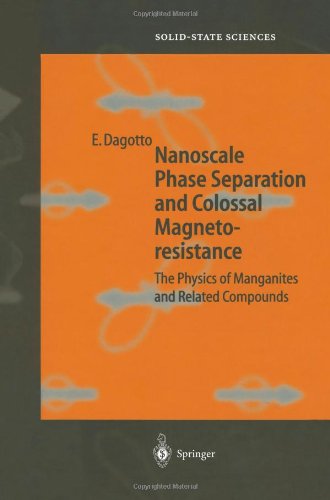 SOLID-STATE SCIENCES
E. Dagotto
Nanoscale
Phase Separation
and Colossal
Magneto-
resistance
The Physics of Manganites
and Related Compounds
Springer